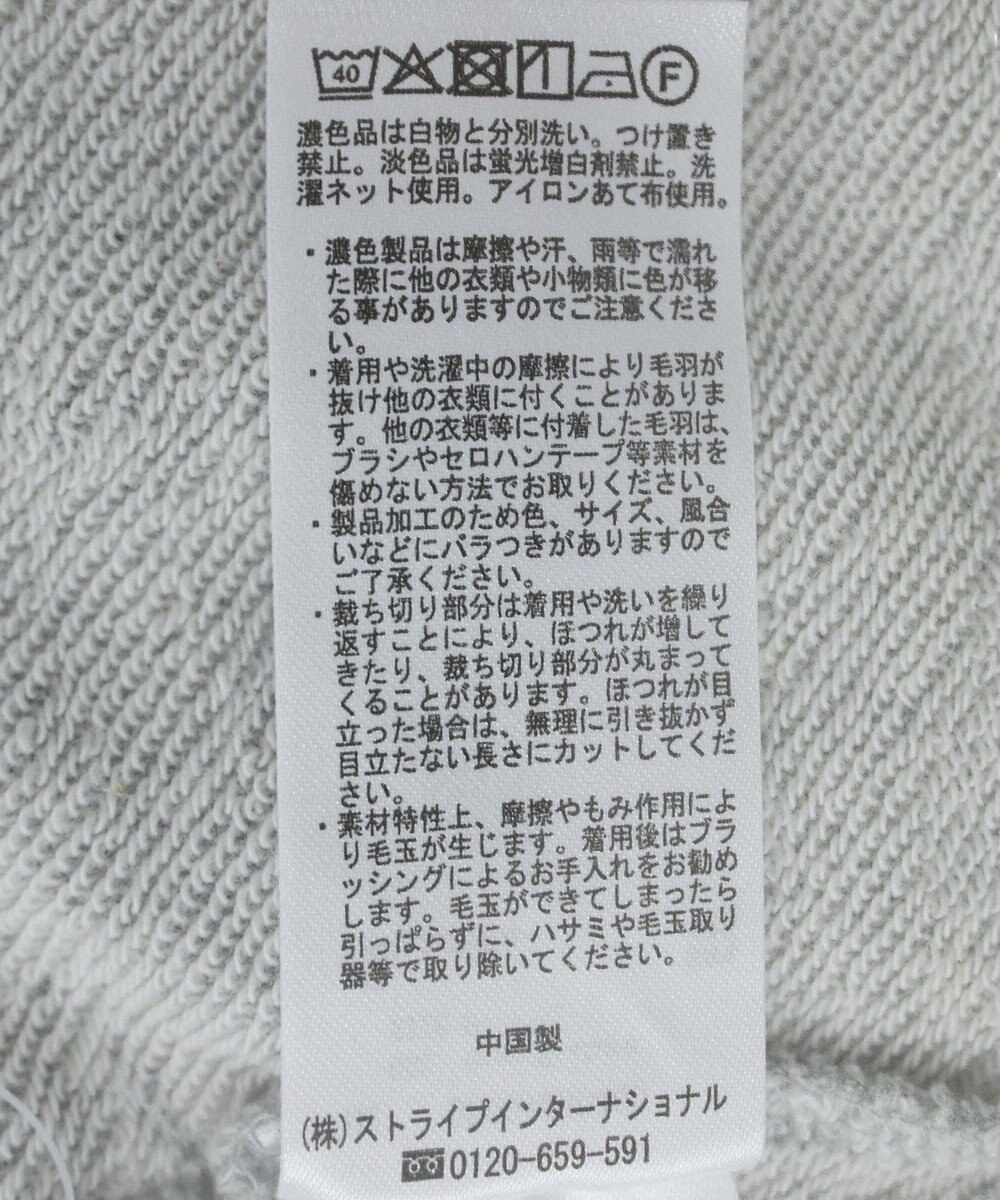 40 F
濃色品は白物と分別洗い。つけ置き
禁止。淡色品は蛍光増白剤禁止。洗
濯ネット使用。アイロンあて布使用。
・濃色製品は摩擦や汗、雨等で濡れ
た際に他の衣類や小物類に色が移
る事がありますのでご注意くださ
い。
・着用や洗濯中の摩擦により毛羽が
抜け他の衣類に付くことがありま
す。他の衣類等に付着した毛羽は、
ブラシやセロハンテープ等素材を
傷めない方法でお取りください。
・製品加工のため色、サイズ、風合
いなどにバラつきがありますので
ご了承ください。
・裁ち切り部分は着用や洗いを繰り
返すことにより、ほつれが増して
きたり、裁ち切り部分が丸まって
くることがあります。ほつれが目
立った場合は、無理に引き抜かず
目立たない長さにカットしてくだ
さい。
・素材特性上、摩擦やもみ作用によ
り毛玉が生じます。着用後はブラ
ッシングによるお手入れをお勧め
します。毛玉ができてしまったら
引っぱらずに、ハサミや毛玉取り
器等で取り除いてください。
中国製
(株)ストライプインターナショナル
0120-659-591